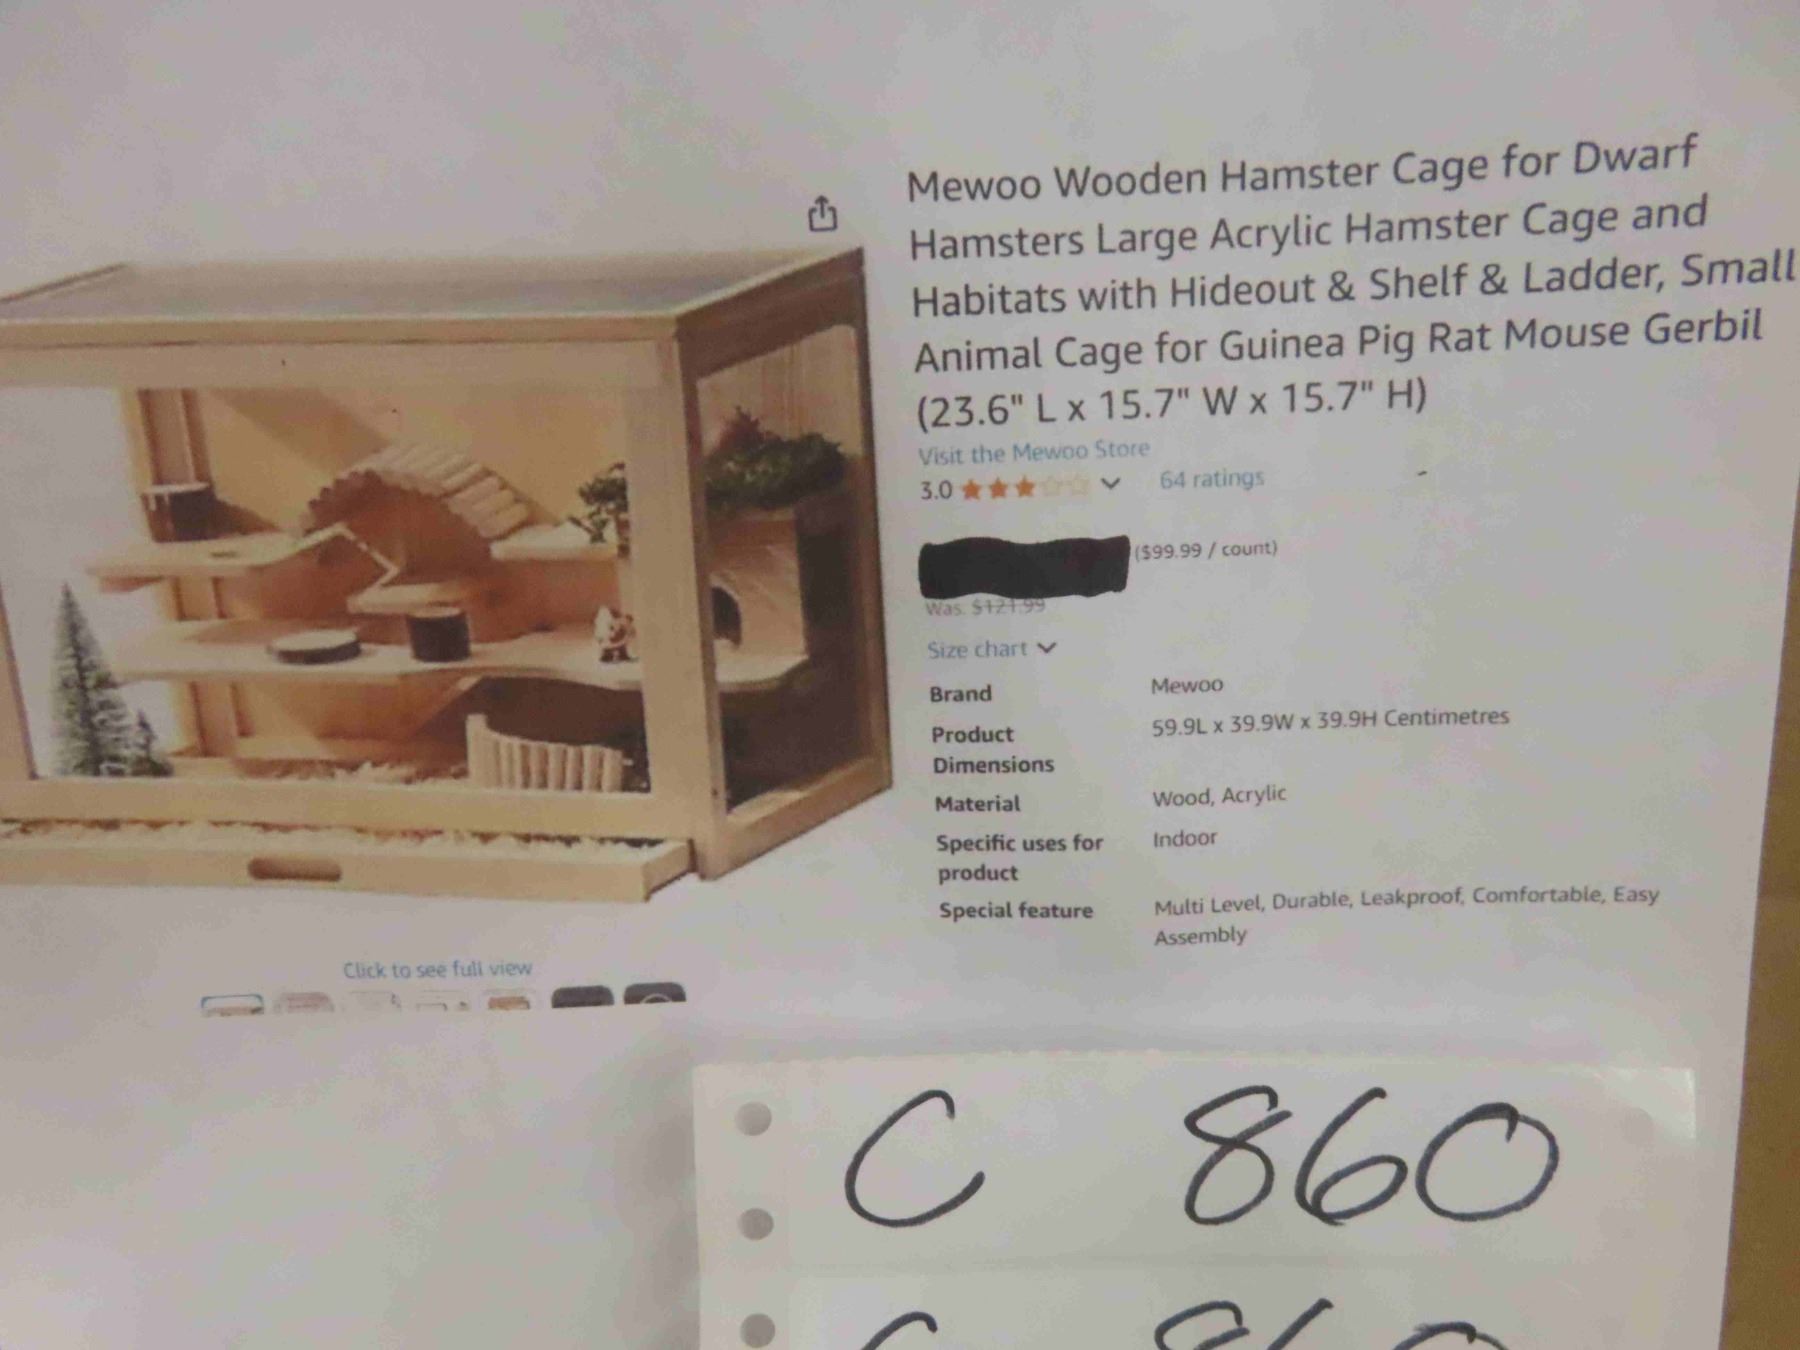 Mewoo Wooden Hamster Cage for Dwarf
Hamsters Large Acrylic Hamster Cage and
Habitats with Hideout & Shelf & Ladder, Small
Animal Cage for Guinea Pig Rat Mouse Gerbil
(23.6" L x 15.7" W x 15.7" H)
Visit the Mewoo Store
3.0 64 ratings
($99.99 / count)
Was: $121.99
Size chart
Brand Mewoo
Product Dimensions 59.9L x 39.9W x 39.9H Centimetres
Material Wood, Acrylic
Specific uses for product Indoor
Special feature Multi Level, Durable, Leakproof, Comfortable, Easy
Assembly
Click to see full view
C 860
C 860